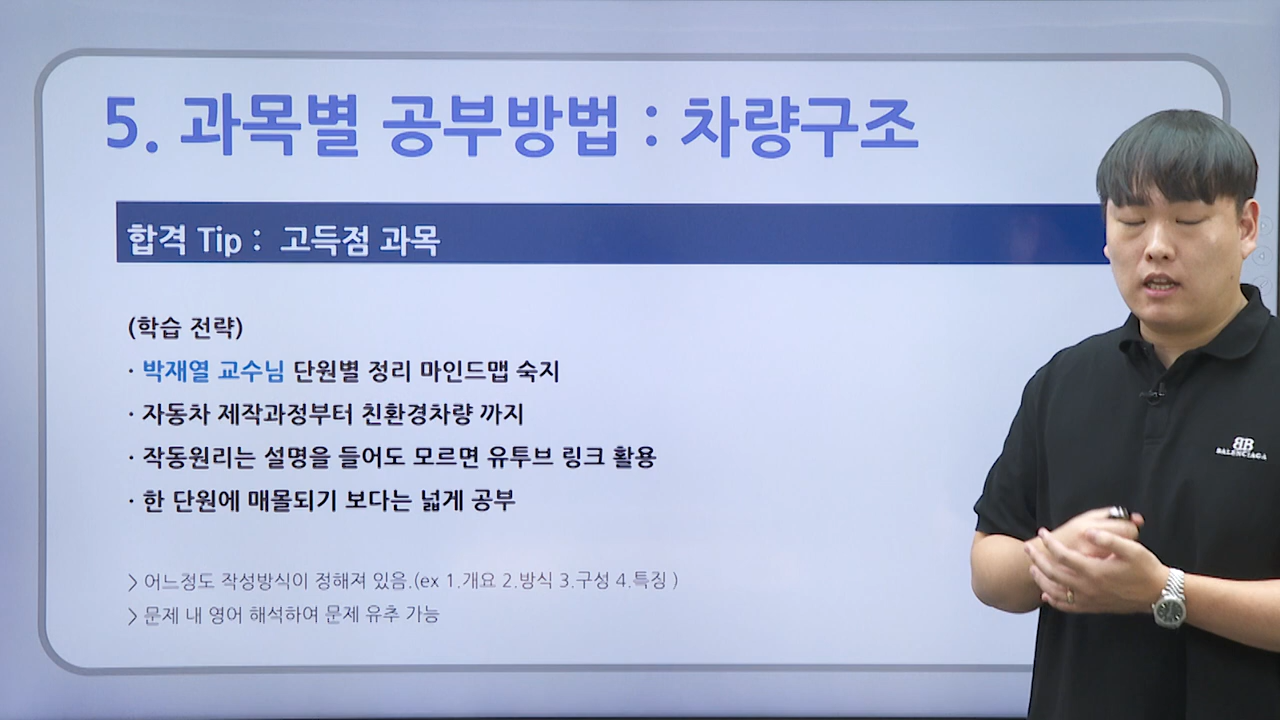 5. 과목별 공부방법 : 차량구조
합격 Tip : 고득점 과목
(학습 전략)
· 박재열 교수님 단원별 정리 마인드맵 숙지
· 자동차 제작과정부터 친환경차량 까지
· 작동원리는 설명을 들어도 모르면 유투브 링크 활용
· 한 단원에 매몰되기 보다는 넓게 공부
> 어느정도 작성방식이 정해져 있음.(ex 1.개요 2.방식 3.구성 4.특징 )
> 문제 내 영어 해석하여 문제 유추 가능
BB
BALENCIAGA